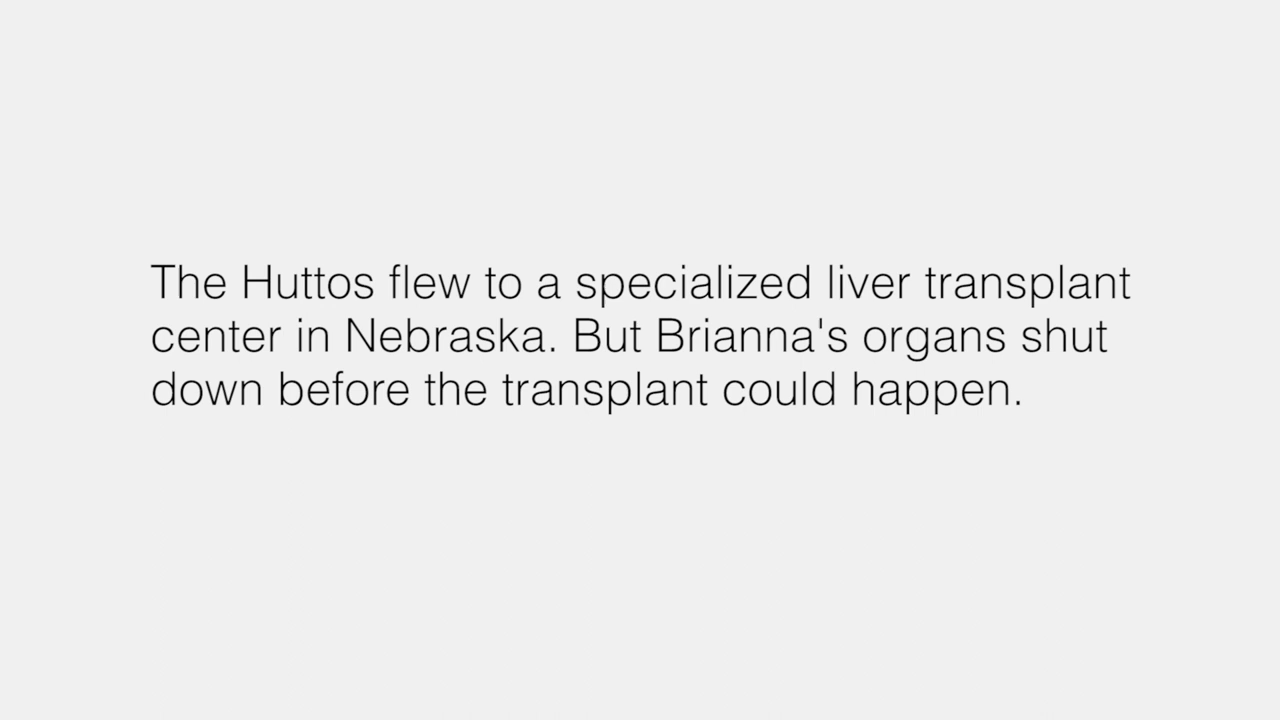 The Huttos flew to a specialized liver transplant
center in Nebraska. But Brianna's organs shut
down before the transplant could happen.